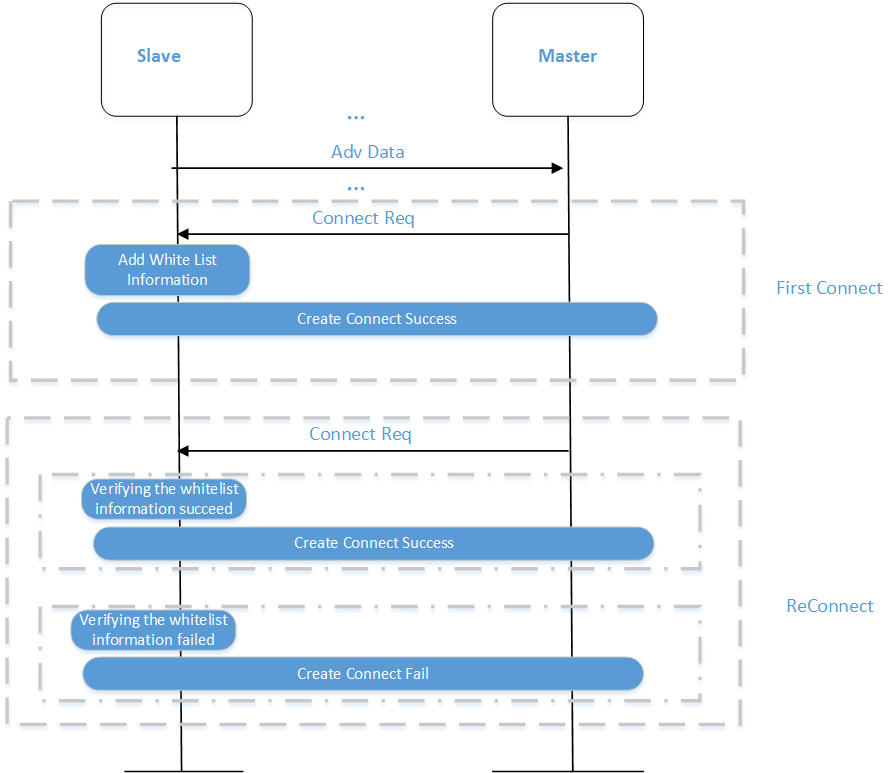 Slave
Master
...
Adv Data
...
Connect Req
Add White List
Information
Create Connect Success
First Connect
Connect Req
Verifying the whitelist
information succeed
Create Connect Success
ReConnect
Verifying the whitelist
information failed
Create Connect Fail